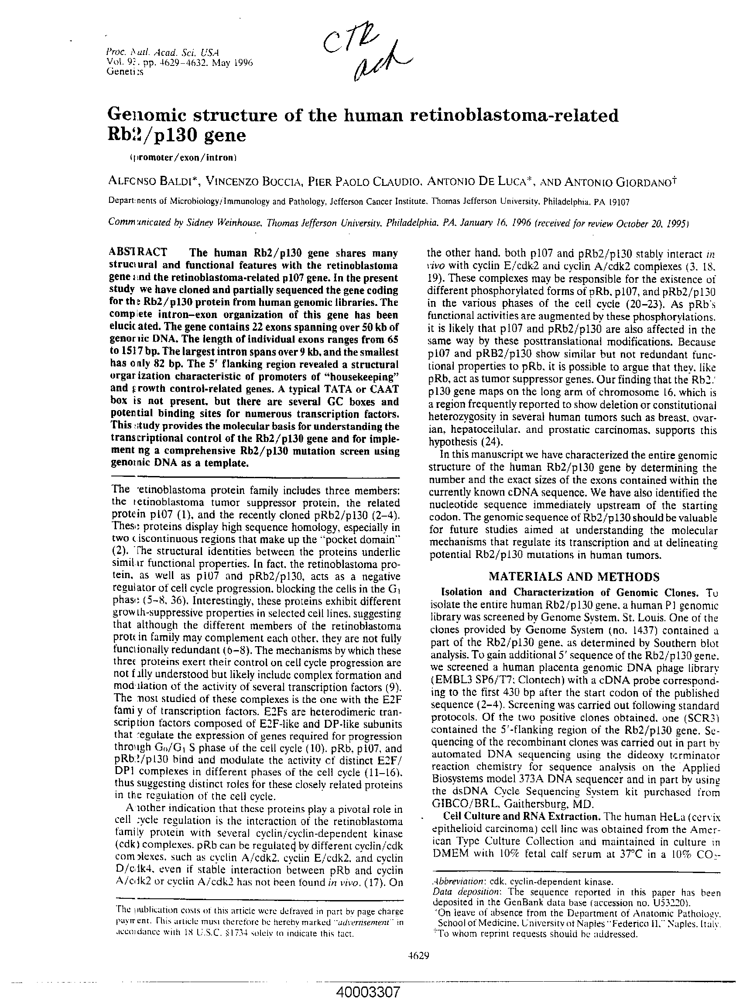 CTR
ach
Proc. Natl. Acad. Sci. USA
Vol. 93, pp. 4629–4632, May 1996
Genetics
Genomic structure of the human retinoblastoma-related
Rb2/p130 gene
(promoter/exon/intron)
ALFONSO BALDI*, VINCENZO BOCCIA, PIER PAOLO CLAUDIO, ANTONIO DE LUCA*, AND ANTONIO GIORDANO†
Departments of Microbiology/Immunology and Pathology, Jefferson Cancer Institute, Thomas Jefferson University, Philadelphia, PA 19107
Communicated by Sidney Weinhouse, Thomas Jefferson University, Philadelphia, PA, January 16, 1996 (received for review October 20, 1995)
ABSTRACT The human Rb2/p130 gene shares many
structural and functional features with the retinoblastoma
gene and the retinoblastoma-related p107 gene. In the present
study we have cloned and partially sequenced the gene coding
for the Rb2/p130 protein from human genomic libraries. The
complete intron–exon organization of this gene has been
elucidated. The gene contains 22 exons spanning over 50 kb of
genomic DNA. The length of individual exons ranges from 65
to 1517 bp. The largest intron spans over 9 kb, and the smallest
has only 82 bp. The 5' flanking region revealed a structural
organization characteristic of promoters of "housekeeping"
and growth control-related genes. A typical TATA or CAAT
box is not present, but there are several GC boxes and
potential binding sites for numerous transcription factors.
This study provides the molecular basis for understanding the
transcriptional control of the Rb2/p130 gene and for imple-
menting a comprehensive Rb2/p130 mutation screen using
genomic DNA as a template.
The retinoblastoma protein family includes three members:
the retinoblastoma tumor suppressor protein, the related
protein p107 (1), and the recently cloned pRb2/p130 (2–4).
These proteins display high sequence homology, especially in
two discontinuous regions that make up the "pocket domain"
(2). The structural identities between the proteins underlie
similar functional properties. In fact, the retinoblastoma pro-
tein, as well as p107 and pRb2/p130, acts as a negative
regulator of cell cycle progression, blocking the cells in the G1
phase (5–8, 36). Interestingly, these proteins exhibit different
growth-suppressive properties in selected cell lines, suggesting
that although the different members of the retinoblastoma
protein family may complement each other, they are not fully
functionally redundant (6–8). The mechanisms by which these
three proteins exert their control on cell cycle progression are
not fully understood but likely include complex formation and
modulation of the activity of several transcription factors (9).
The most studied of these complexes is the one with the E2F
family of transcription factors. E2Fs are heterodimeric tran-
scription factors composed of E2F-like and DP-like subunits
that regulate the expression of genes required for progression
through G0/G1 S phase of the cell cycle (10). pRb, p107, and
pRb2/p130 bind and modulate the activity of distinct E2F/
DP1 complexes in different phases of the cell cycle (11–16),
thus suggesting distinct roles for these closely related proteins
in the regulation of the cell cycle.
Another indication that these proteins play a pivotal role in
cell cycle regulation is the interaction of the retinoblastoma
family protein with several cyclin/cyclin-dependent kinase
(cdk) complexes. pRb can be regulated by different cyclin/cdk
complexes, such as cyclin A/cdk2, cyclin E/cdk2, and cyclin
D/cdk4, even if stable interaction between pRb and cyclin
A/cdk2 or cyclin A/cdk2 has not been found in vivo. (17). On
The publication costs of this article were defrayed in part by page charge
payment. This article must therefore be hereby marked "advertisement" in
accordance with 18 U.S.C. §1734 solely to indicate this fact.
the other hand, both p107 and pRb2/p130 stably interact in
vivo with cyclin E/cdk2 and cyclin A/cdk2 complexes (3, 18,
19). These complexes may be responsible for the existence of
different phosphorylated forms of pRb, p107, and pRb2/p130
in the various phases of the cell cycle (20–23). As pRb's
functional activities are augmented by these phosphorylations,
it is likely that p107 and pRb2/p130 are also affected in the
same way by these posttranslational modifications. Because
p107 and pRB2/p130 show similar but not redundant func-
tional properties to pRb, it is possible to argue that they, like
pRb, act as tumor suppressor genes. Our finding that the Rb2/
p130 gene maps on the long arm of chromosome 16, which is
a region frequently reported to show deletion or constitutional
heterozygosity in several human tumors such as breast, ovar-
ian, hepatocellular, and prostatic carcinomas, supports this
hypothesis (24).
In this manuscript we have characterized the entire genomic
structure of the human Rb2/p130 gene by determining the
number and the exact sizes of the exons contained within the
currently known cDNA sequence. We have also identified the
nucleotide sequence immediately upstream of the starting
codon. The genomic sequence of Rb2/p130 should be valuable
for future studies aimed at understanding the molecular
mechanisms that regulate its transcription and at delineating
potential Rb2/p130 mutations in human tumors.
MATERIALS AND METHODS
Isolation and Characterization of Genomic Clones. To
isolate the entire human Rb2/p130 gene, a human P1 genomic
library was screened by Genome System, St. Louis. One of the
clones provided by Genome System (no. 1437) contained a
part of the Rb2/p130 gene, as determined by Southern blot
analysis. To gain additional 5' sequence of the Rb2/p130 gene,
we screened a human placenta genomic DNA phage library
(EMBL3 SP6/T7; Clontech) with a cDNA probe correspond-
ing to the first 430 bp after the start codon of the published
sequence (2–4). Screening was carried out following standard
protocols. Of the two positive clones obtained, one (SCR3)
contained the 5'-flanking region of the Rb2/p130 gene. Se-
quencing of the recombinant clones was carried out in part by
automated DNA sequencing using the dideoxy terminator
reaction chemistry for sequence analysis on the Applied
Biosystems model 373A DNA sequencer and in part by using
the dsDNA Cycle Sequencing System kit purchased from
GIBCO/BRL, Gaithersburg, MD.
Cell Culture and RNA Extraction. The human HeLa (cervix
epithelioid carcinoma) cell line was obtained from the Amer-
ican Type Culture Collection and maintained in culture in
DMEM with 10% fetal calf serum at 37°C in a 10% CO2-
Abbreviation: cdk, cyclin-dependent kinase.
Data deposition: The sequence reported in this paper has been
deposited in the GenBank data base (accession no. U53220).
*On leave of absence from the Department of Anatomic Pathology,
School of Medicine, University of Naples "Federico II," Naples, Italy.
†To whom reprint requests should be addressed.
4629
40003307